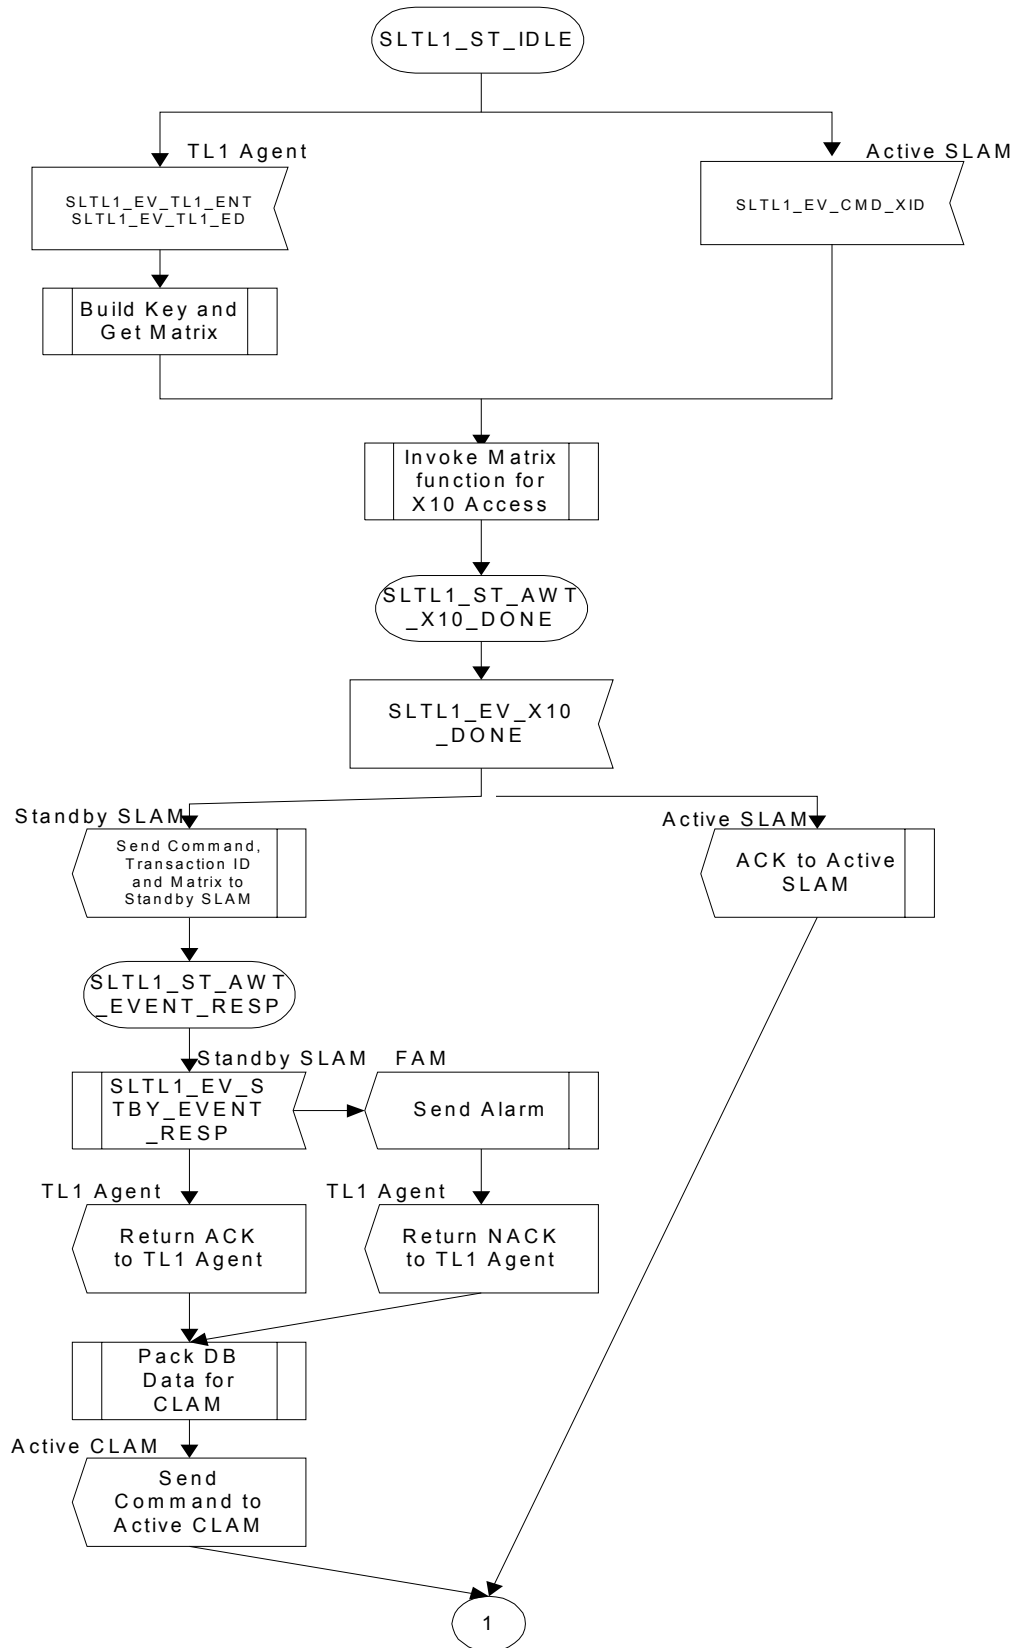 SLTL1_ST_IDLE
TL1 Agent
Active SLAM
SLTL1_EV_TL1_ENT
SLTL1_EV_TL1_ED
SLTL1_EV_CMD_XID
Build Key and
Get Matrix
Invoke Matrix
function for
X10 Access
SLTL1_ST_AWT
_X10_DONE
SLTL1_EV_X10
_DONE
Standby SLAM
Active SLAM
Send Command,
Transaction ID
and Matrix to
Standby SLAM
ACK to Active
SLAM
SLTL1_ST_AWT
_EVENT_RESP
Standby SLAM
FAM
SLTL1_EV_S
TBY_EVENT
_RESP
Send Alarm
TL1 Agent
TL1 Agent
Return ACK
to TL1 Agent
Return NACK
to TL1 Agent
Pack DB
Data for
CLAM
Active CLAM
Send
Command to
Active CLAM
1